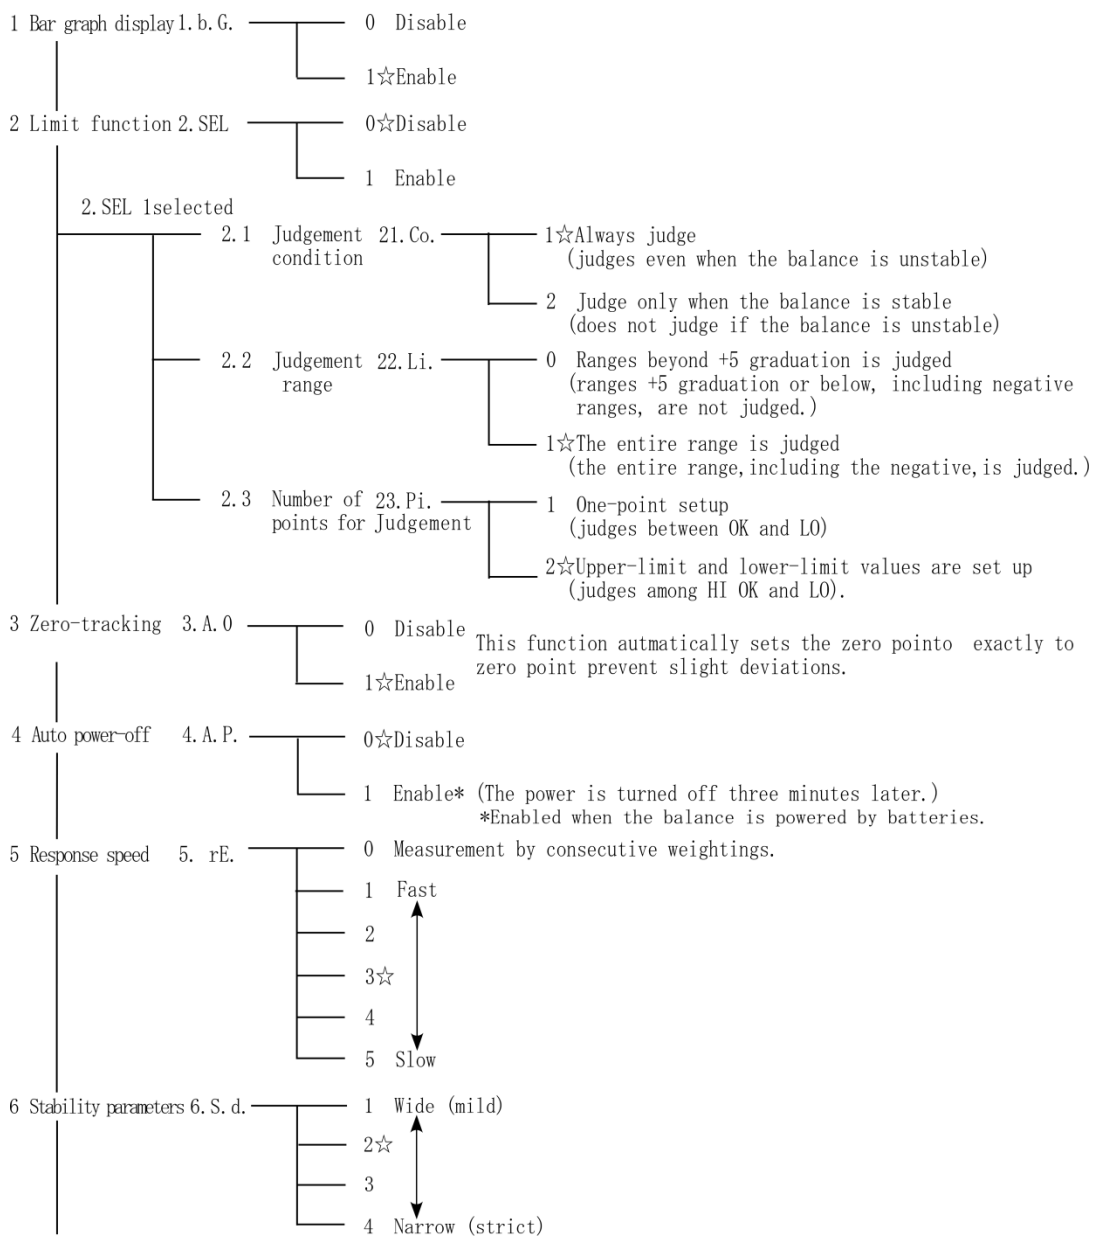 1 Bar graph display 1.b.G. 0 Disable
1☆Enable
2 Limit function 2.SEL 0☆Disable
1 Enable
2.SEL 1selected
2.1 Judgement 21.Co. 1☆Always judge
condition (judges even when the balance is unstable)
2 Judge only when the balance is stable
(does not judge if the balance is unstable)
2.2 Judgement 22.Li. 0 Ranges beyond +5 graduation is judged
range (ranges +5 graduation or below, including negative
ranges, are not judged.)
1☆The entire range is judged
(the entire range,including the negative,is judged.)
2.3 Number of 23.Pi. 1 One-point setup
points for Judgement (judges between OK and LO)
2☆Upper-limit and lower-limit values are set up
(judges among HI OK and LO).
3 Zero-tracking 3.A.0 0 Disable
This function autmatically sets the zero pointo exactly to
zero point prevent slight deviations.
1☆Enable
4 Auto power-off 4.A.P. 0☆Disable
1 Enable* (The power is turned off three minutes later.)
*Enabled when the balance is powered by batteries.
5 Response speed 5. rE. 0 Measurement by consecutive weightings.
1 Fast
2
3☆
4
5 Slow
6 Stability parameters 6.S.d. 1 Wide (mild)
2☆
3
4 Narrow (strict)